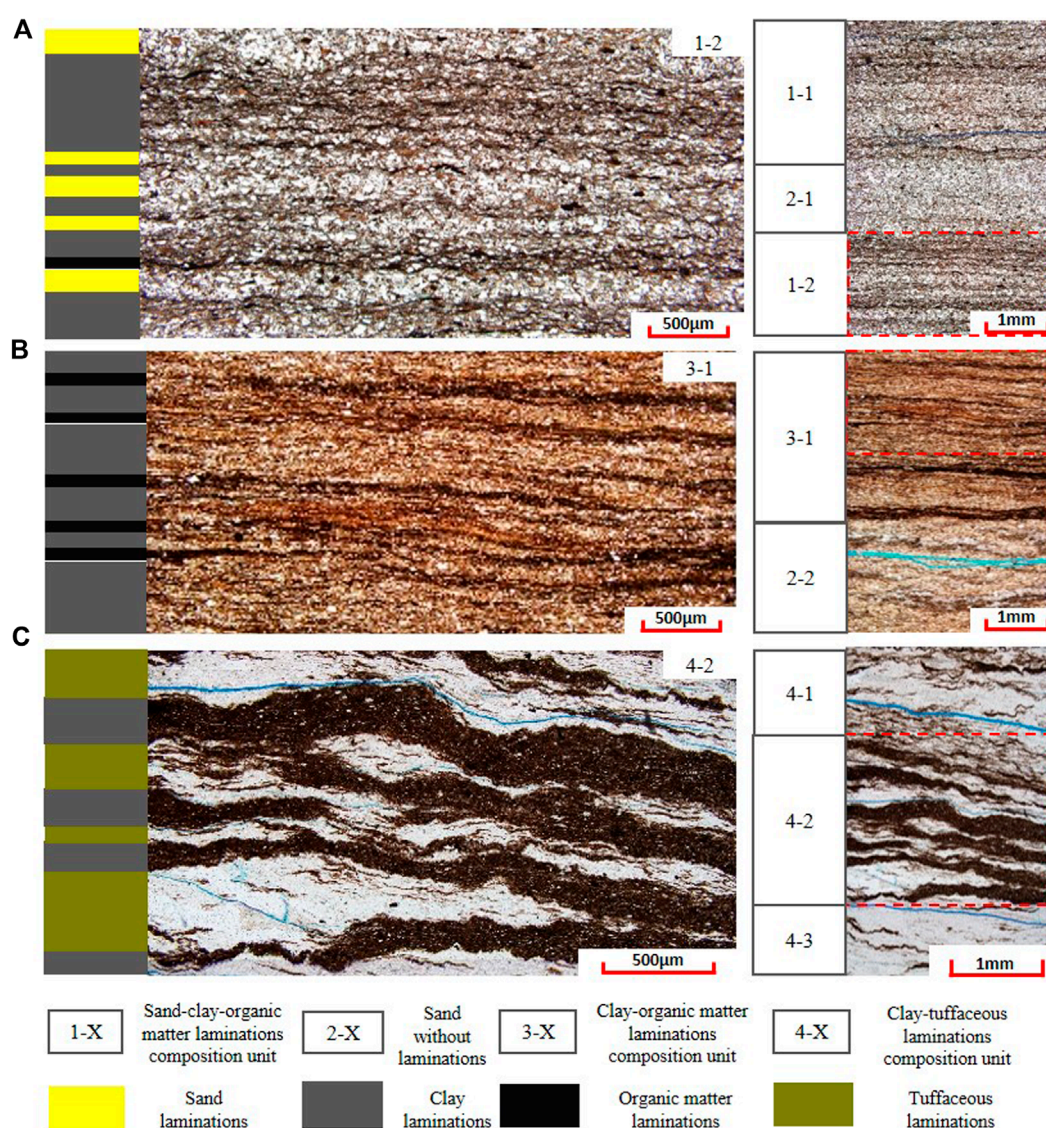 A
1-2
500μm
1-1
2-1
1-2
1mm
B
3-1
500μm
3-1
2-2
1mm
C
4-2
500μm
4-1
4-2
4-3
1mm
1-X
Sand-clay-organic
matter laminations
composition unit
2-X
Sand
without
laminations
3-X
Clay-organic matter
laminations
composition unit
4-X
Clay-tuffaceous
laminations
composition unit
Sand
laminations
Clay
laminations
Organic matter
laminations
Tuffaceous
laminations